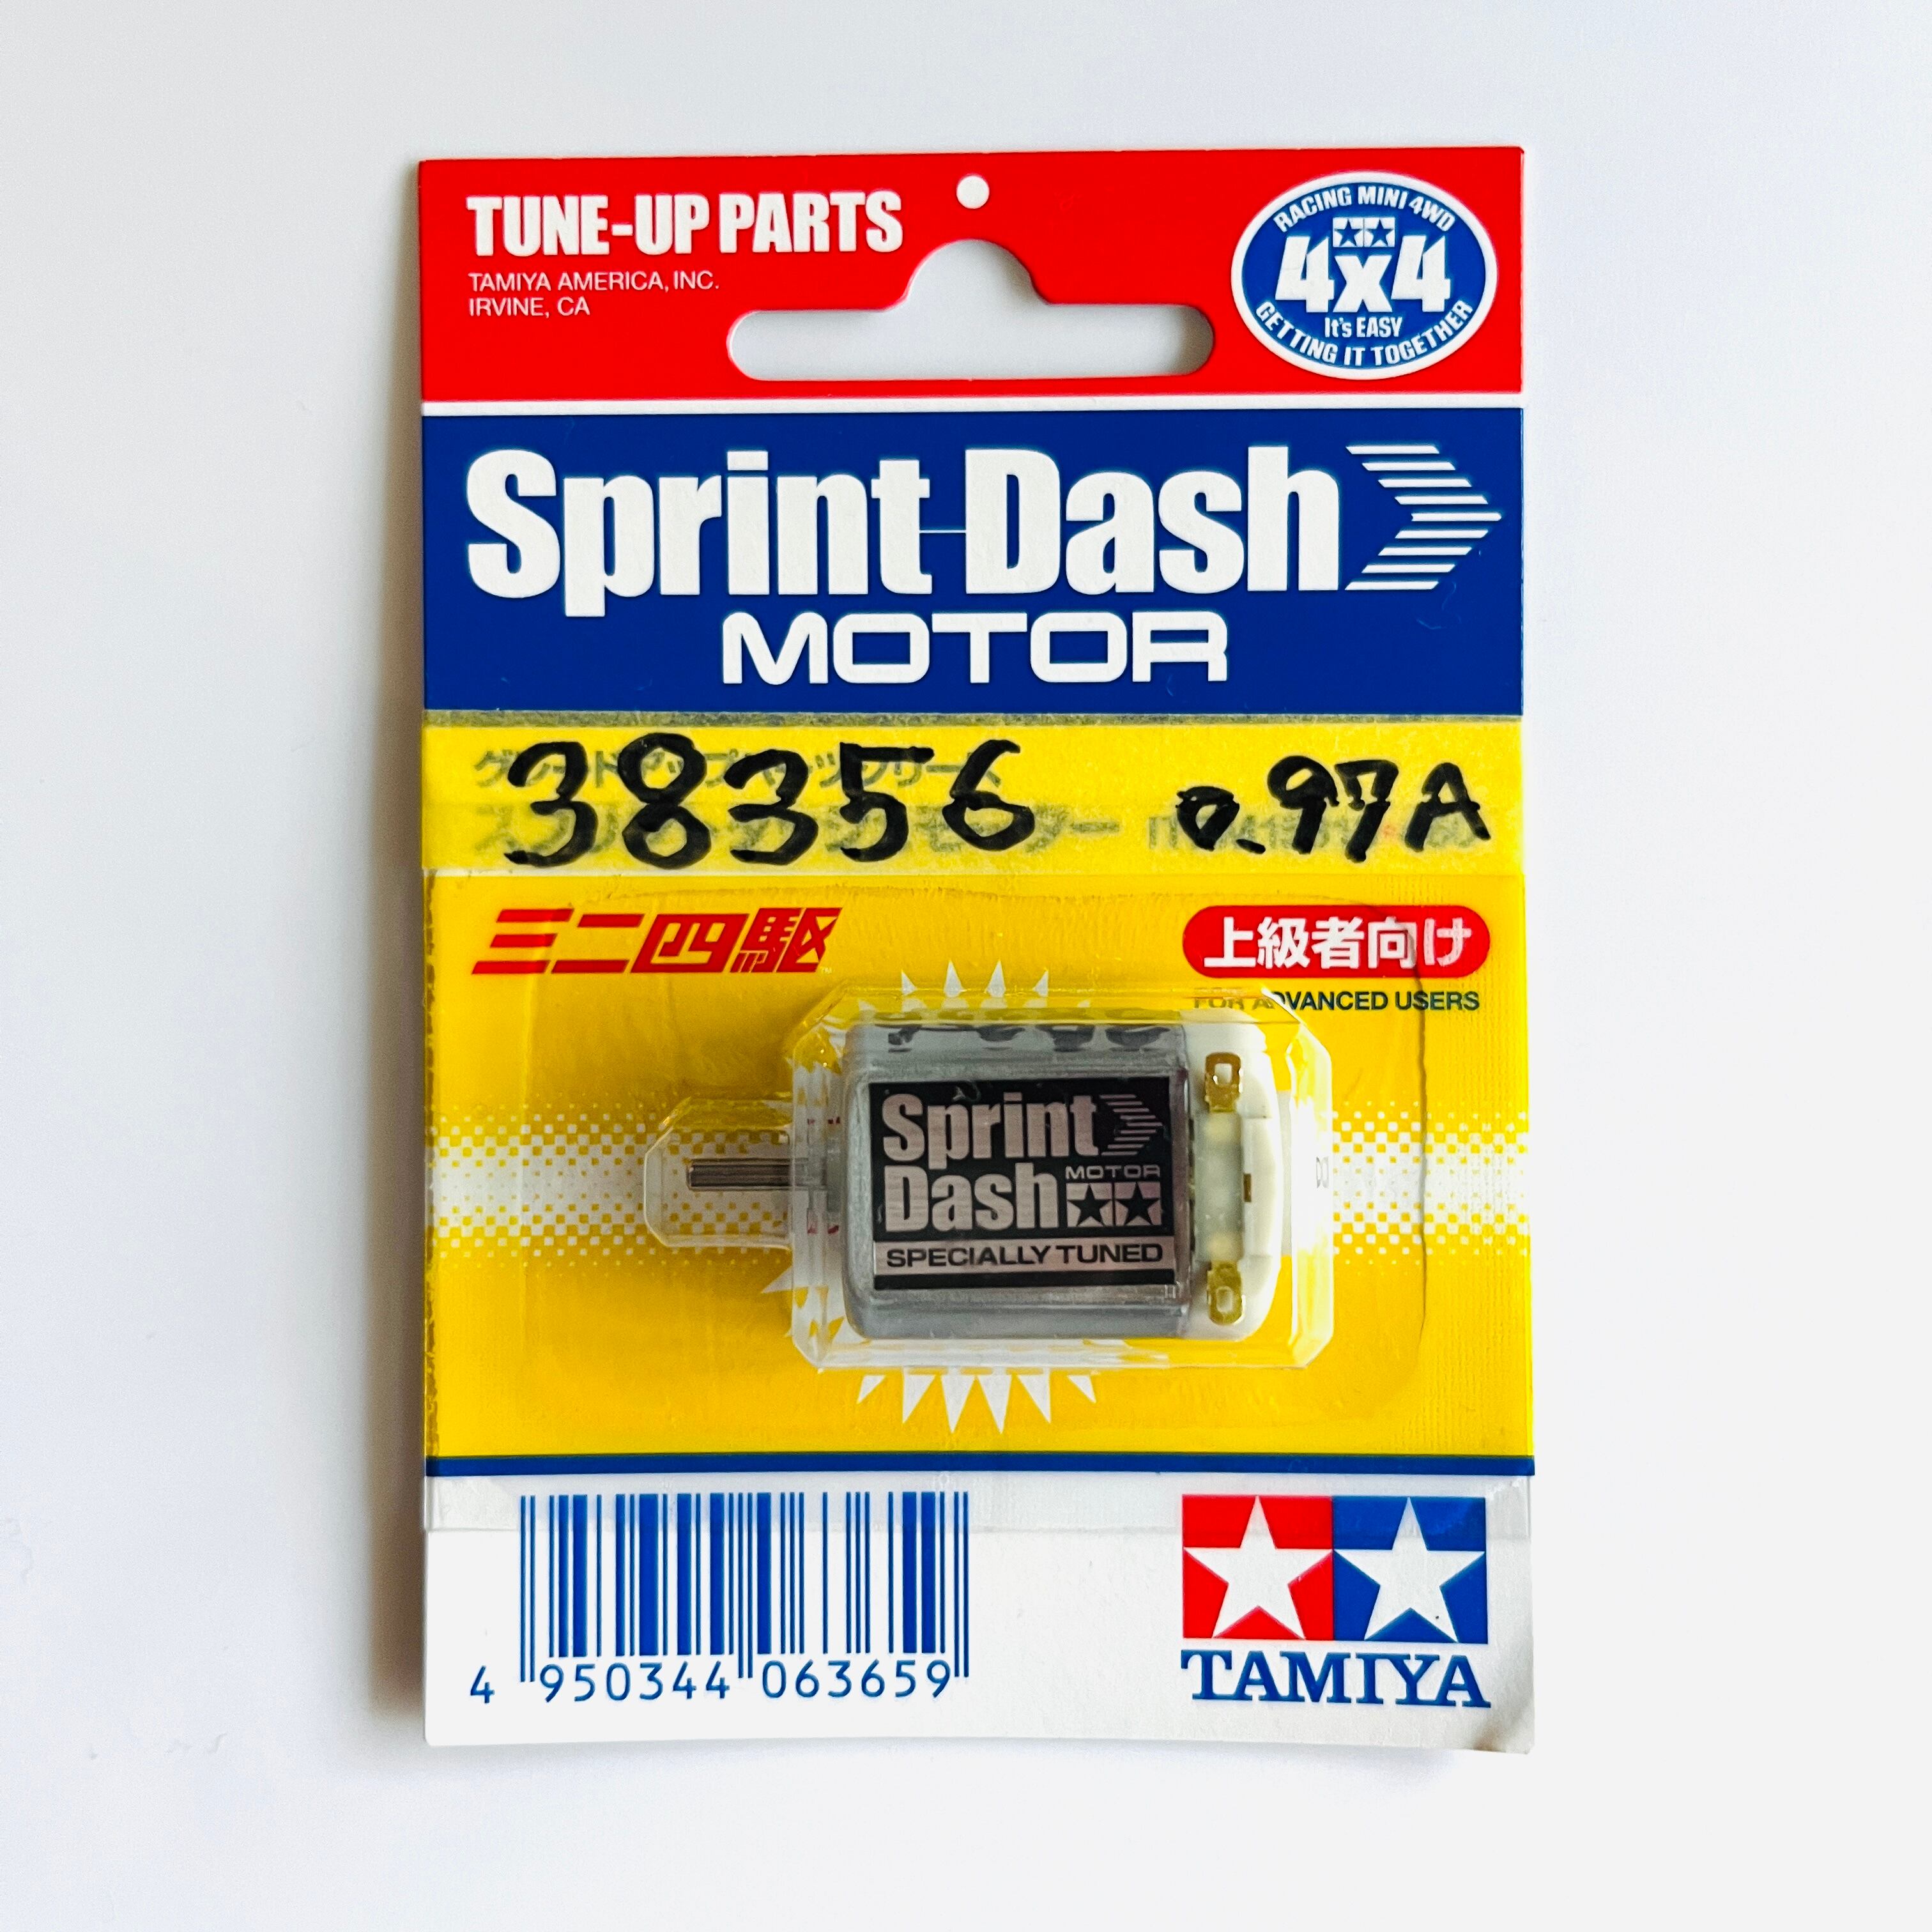 TUNE-UP PARTS
TAMIYA AMERICA, INC.
IRVINE, CA
RACING MINI 4WD
4x4
It's EASY
GETTING IT TOGETHER
Sprint Dash
MOTOR
38356 0.97A
ミニ四駆
上級者向け
FOR ADVANCED USERS
Sprint
Dash MOTOR
SPECIALLY TUNED
4 950344 063659
TAMIYA